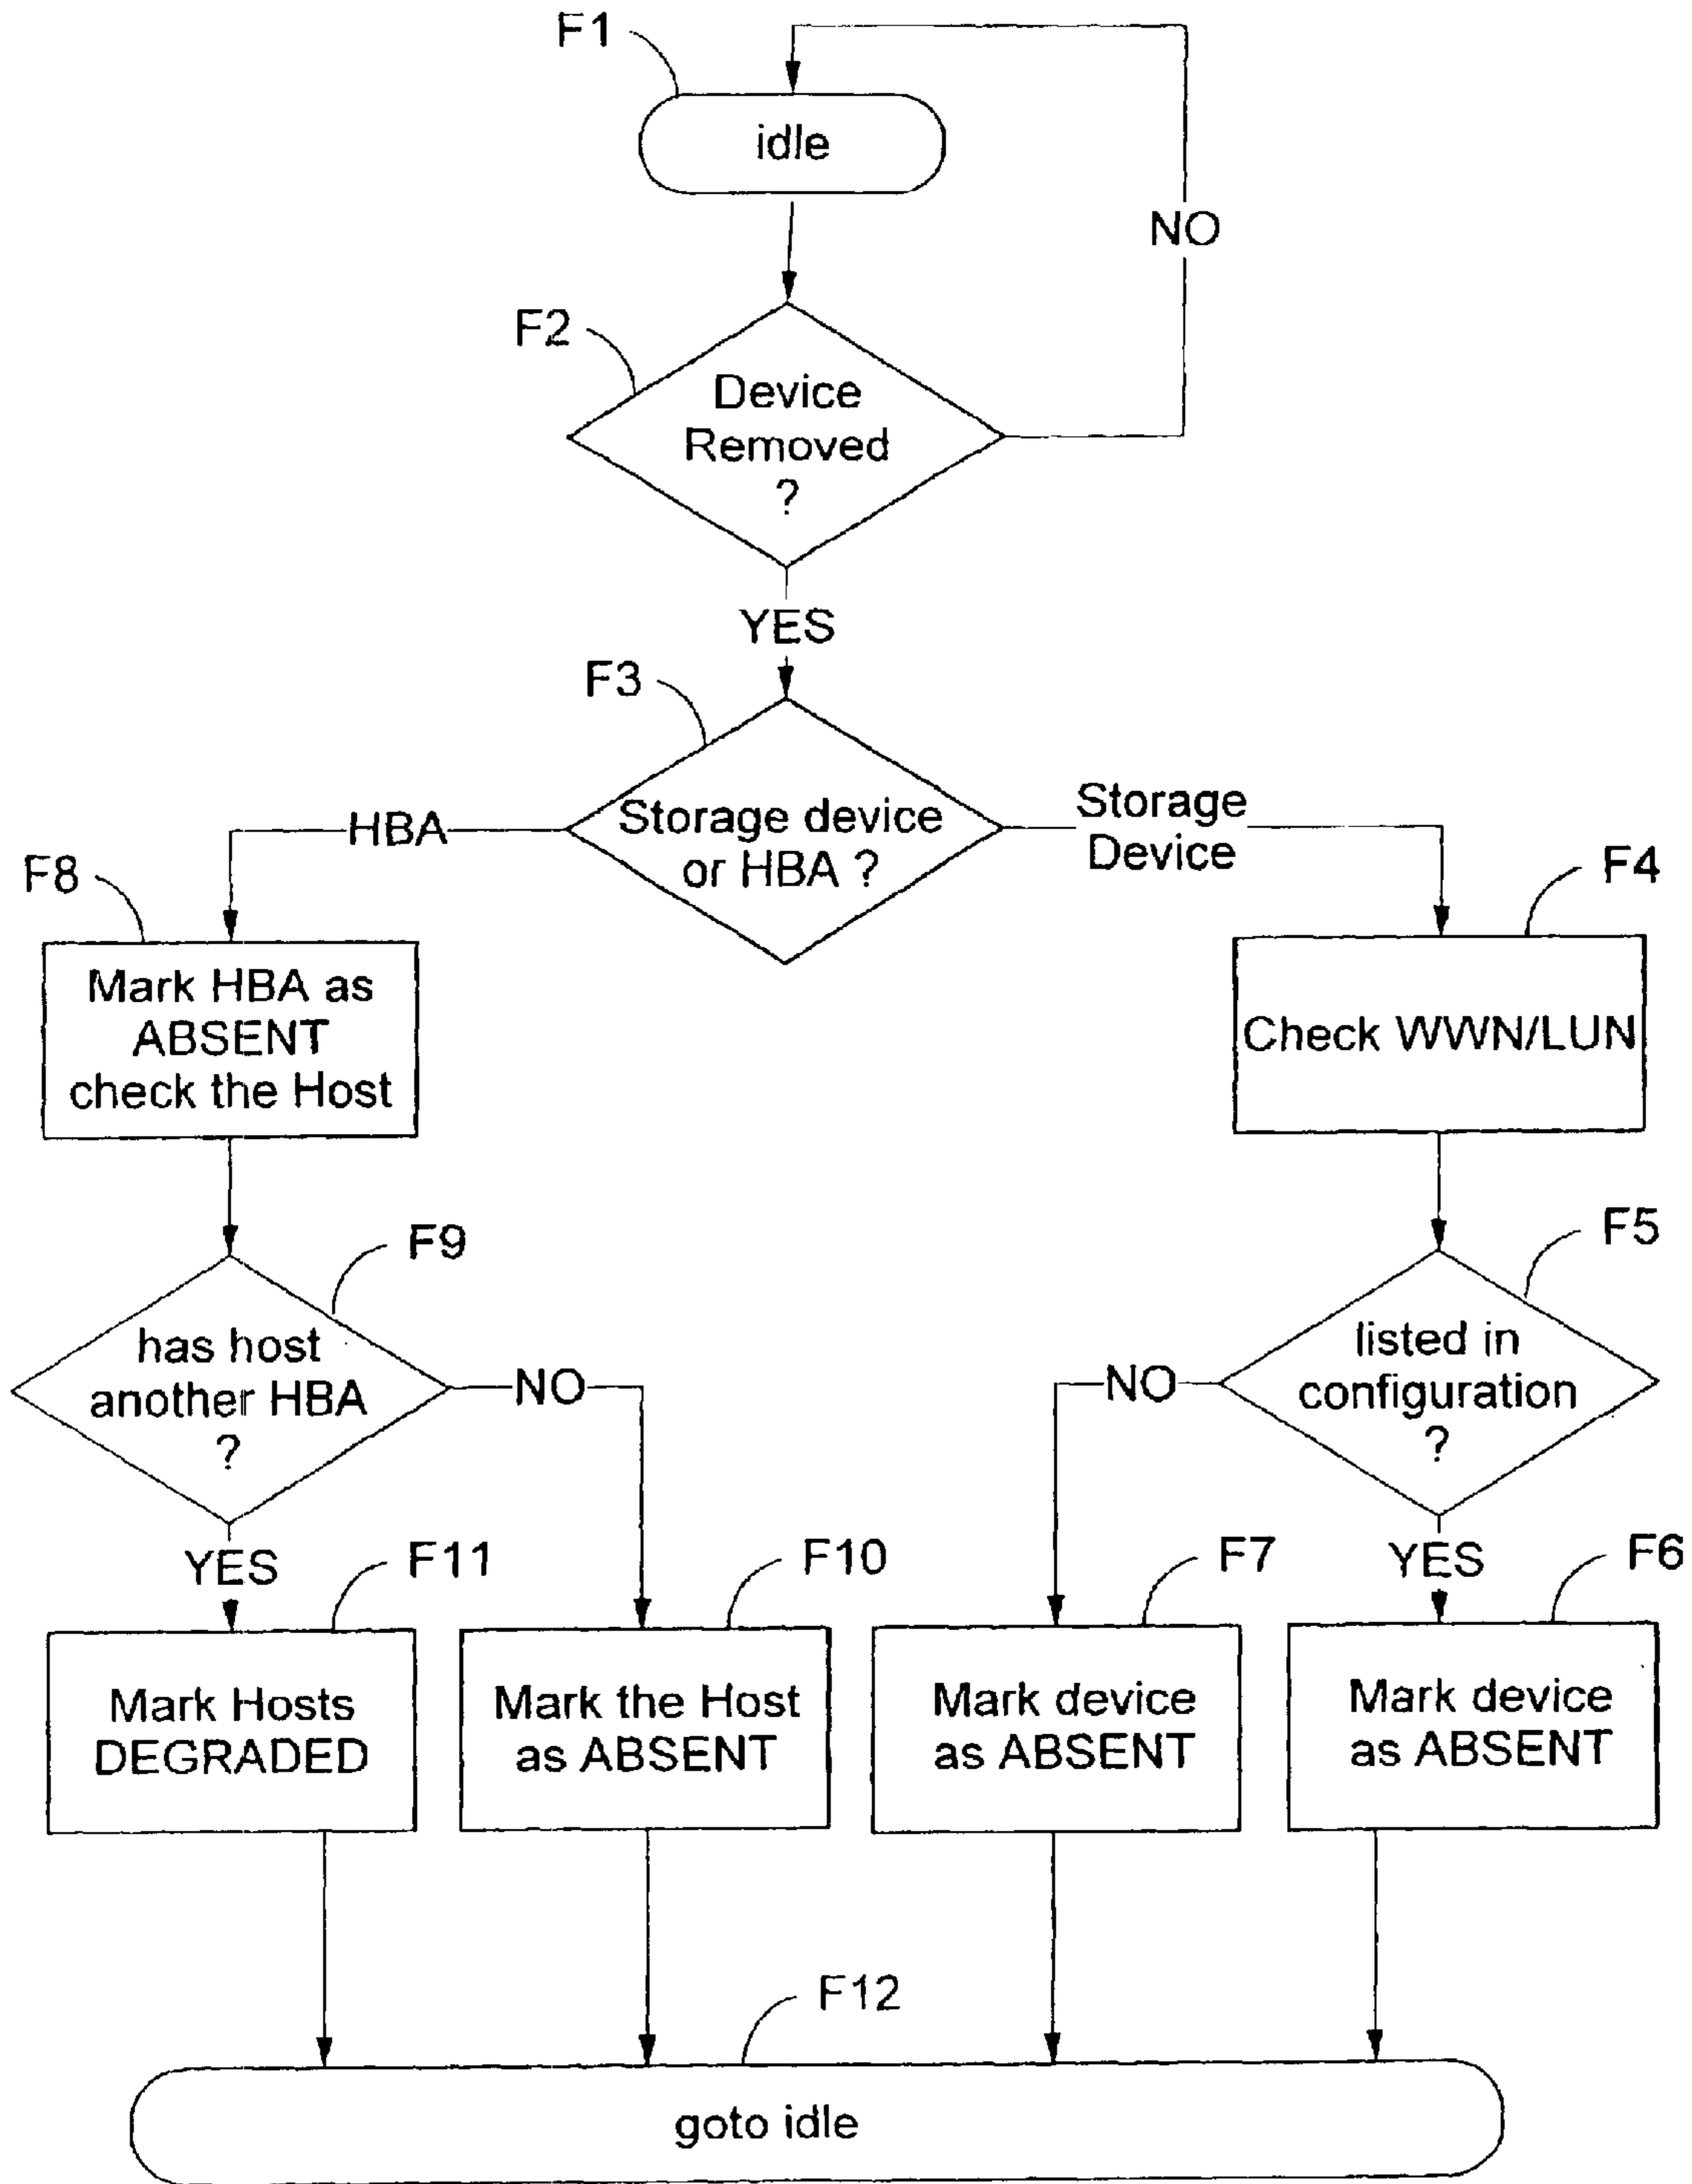 F1
idle
NO
F2
Device
Removed
?
YES
F3
Storage device
or HBA ?
HBA
Storage
Device
F8
Mark HBA as
ABSENT
check the Host
F4
Check WWN/LUN
F9
has host
another HBA
?
NO
F5
listed in
configuration
?
NO
YES
F11
Mark Hosts
DEGRADED
F10
Mark the Host
as ABSENT
F7
Mark device
as ABSENT
YES
F6
Mark device
as ABSENT
F12
goto idle